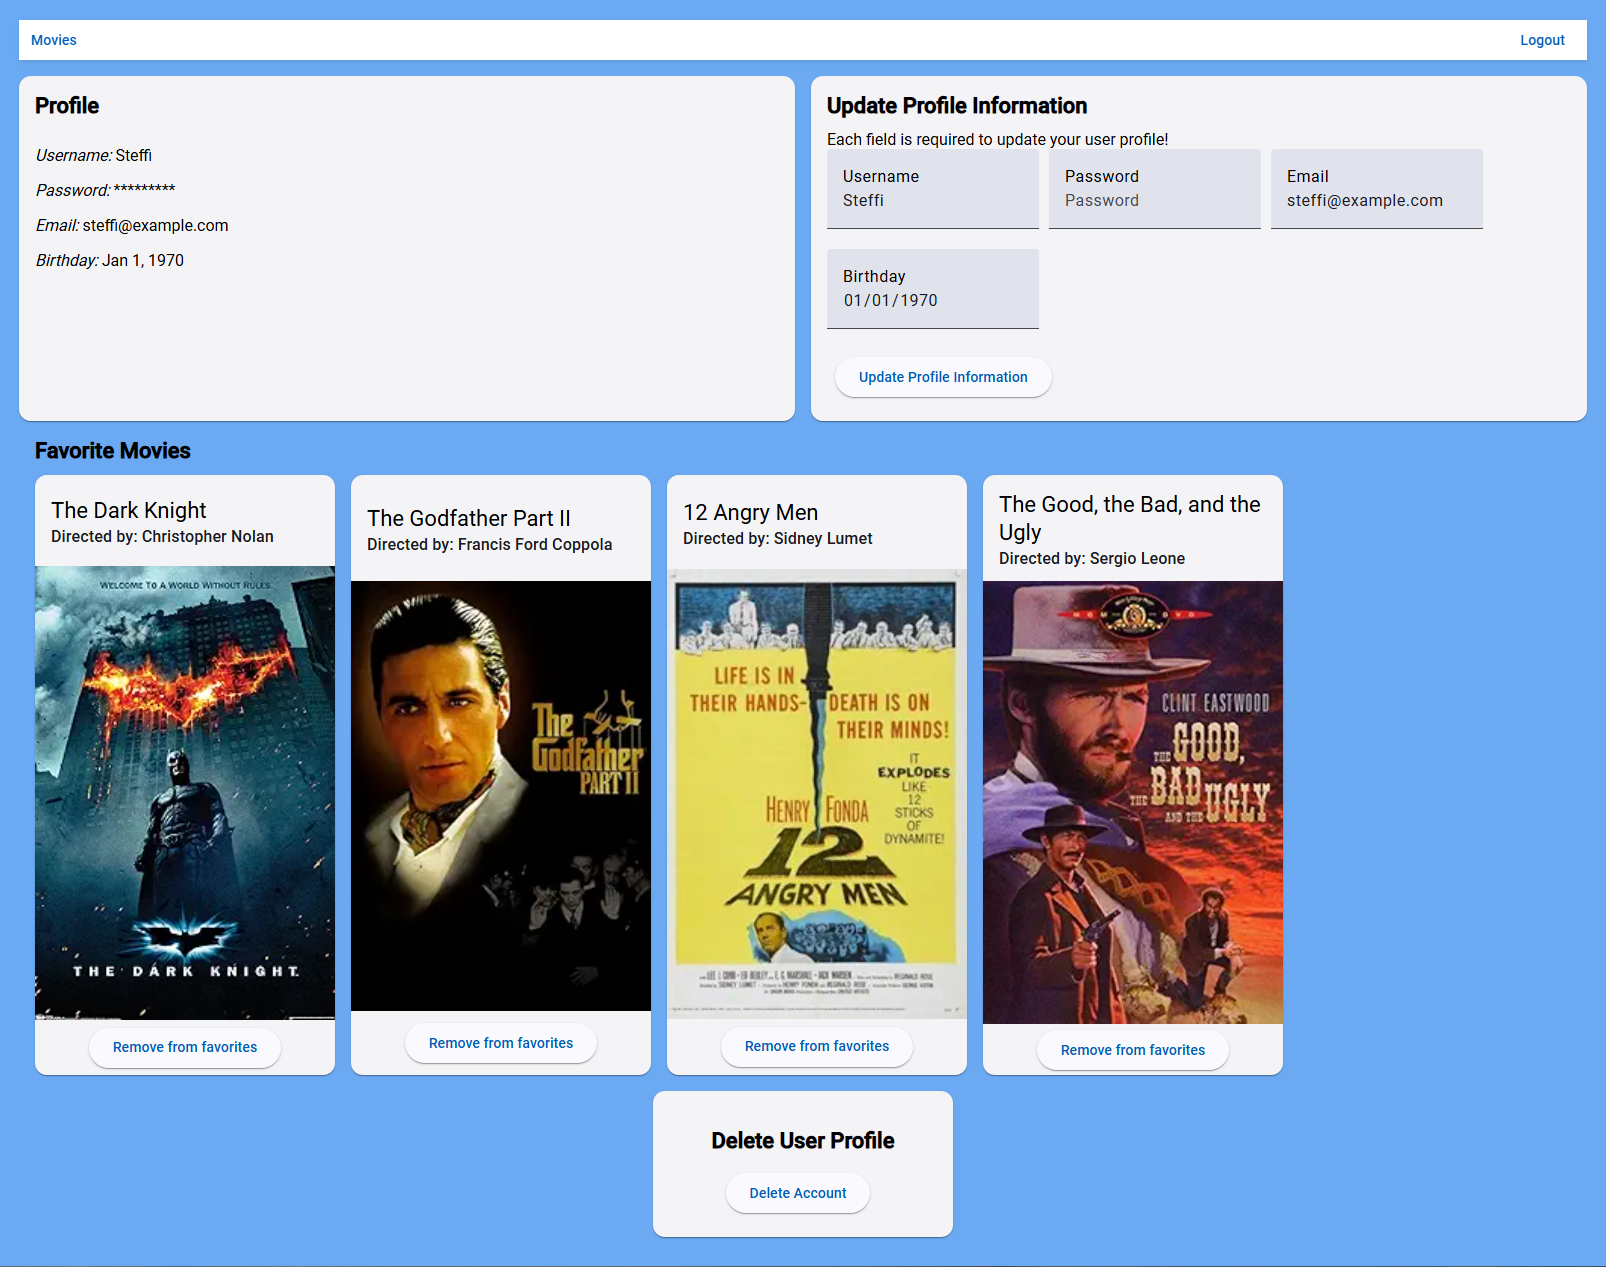 Movies
Logout
Profile
Username: Steffi
Password: *********
Email: steffi@example.com
Birthday: Jan 1, 1970
Update Profile Information
Each field is required to update your user profile!
Username
Steffi
Password
Password
Email
steffi@example.com
Birthday
01/01/1970
Update Profile Information
Favorite Movies
The Dark Knight
Directed by: Christopher Nolan
WELCOME TO A WORLD WITHOUT RULES.
THE DARK KNIGHT
Remove from favorites
The Godfather Part II
Directed by: Francis Ford Coppola
The
Godfather
PART II
Remove from favorites
12 Angry Men
Directed by: Sidney Lumet
LIFE IS IN
THEIR HANDS- DEATH IS ON
THEIR MINDS!
IT
EXPLODES
LIKE
12
STICKS
OF
DYNAMITE!
HENRY FONDA
12
ANGRY MEN
Remove from favorites
The Good, the Bad, and the
Ugly
Directed by: Sergio Leone
MGM DVD
CLINT EASTWOOD
THE GOOD,
THE BAD
AND THE UGLY
Remove from favorites
Delete User Profile
Delete Account